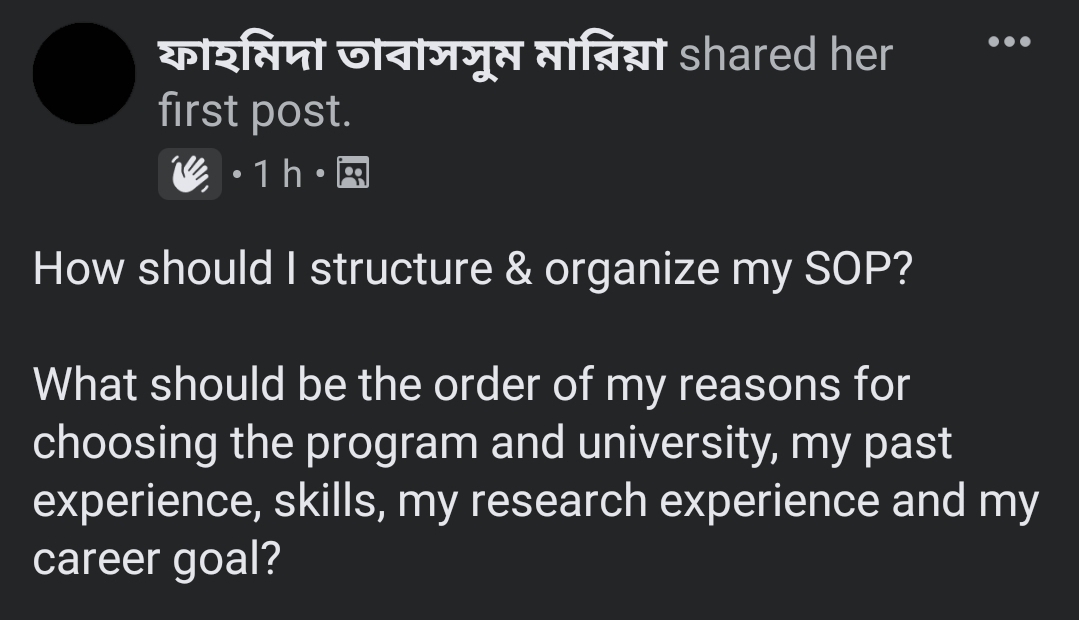 ফাহমিদা তাবাসসুম মারিয়া shared her
first post.
• 1 h •
How should I structure & organize my SOP?
What should be the order of my reasons for
choosing the program and university, my past
experience, skills, my research experience and my
career goal?